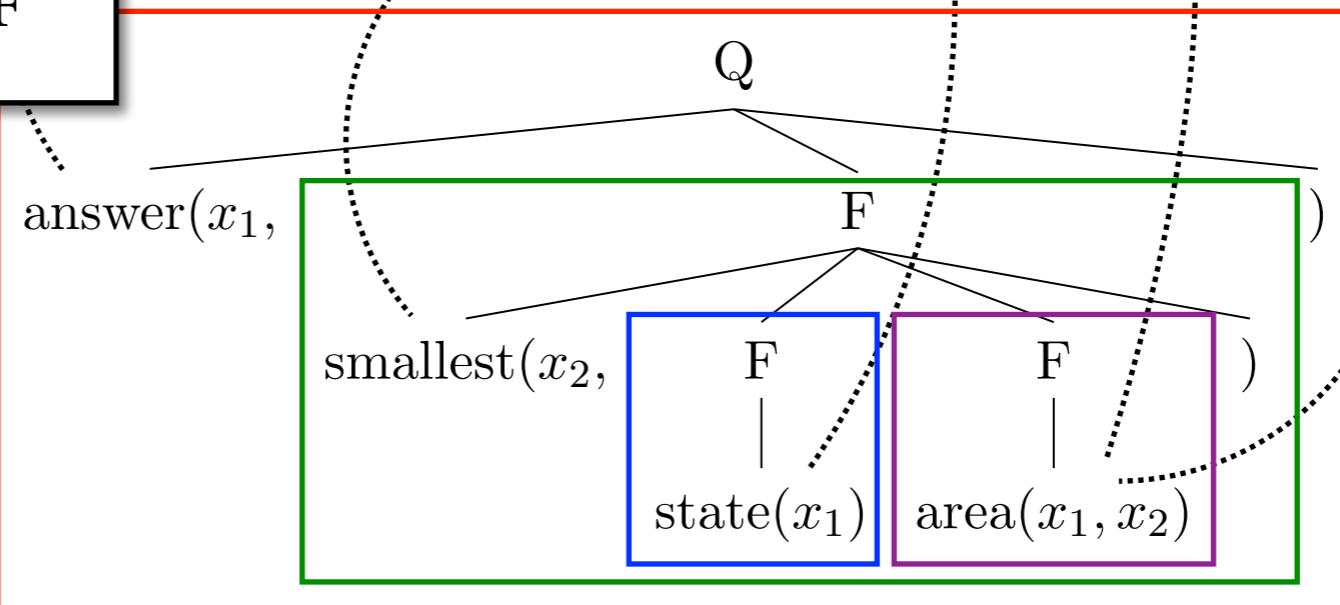 F
Q
answer(x₁, F )
smallest(x₂, F F )
state(x₁) area(x₁, x₂)